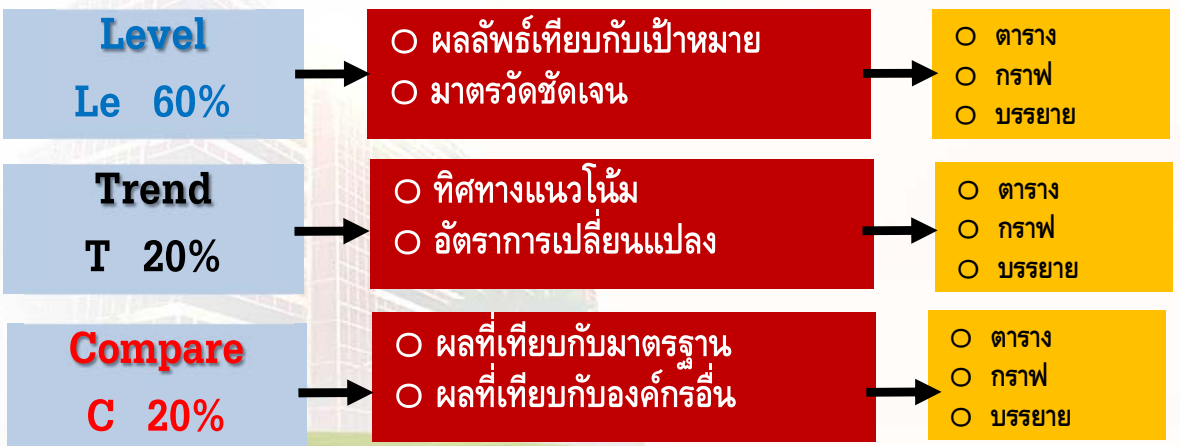 Level
Le 60%
○ ผลลัพธ์เทียบกับเป้าหมาย
○ มาตรวัดชัดเจน
○ ตาราง
○ กราฟ
○ บรรยาย
Trend
T 20%
○ ทิศทางแนวโน้ม
○ อัตราการเปลี่ยนแปลง
○ ตาราง
○ กราฟ
○ บรรยาย
Compare
C 20%
○ ผลที่เทียบกับมาตรฐาน
○ ผลที่เทียบกับองค์กรอื่น
○ ตาราง
○ กราฟ
○ บรรยาย